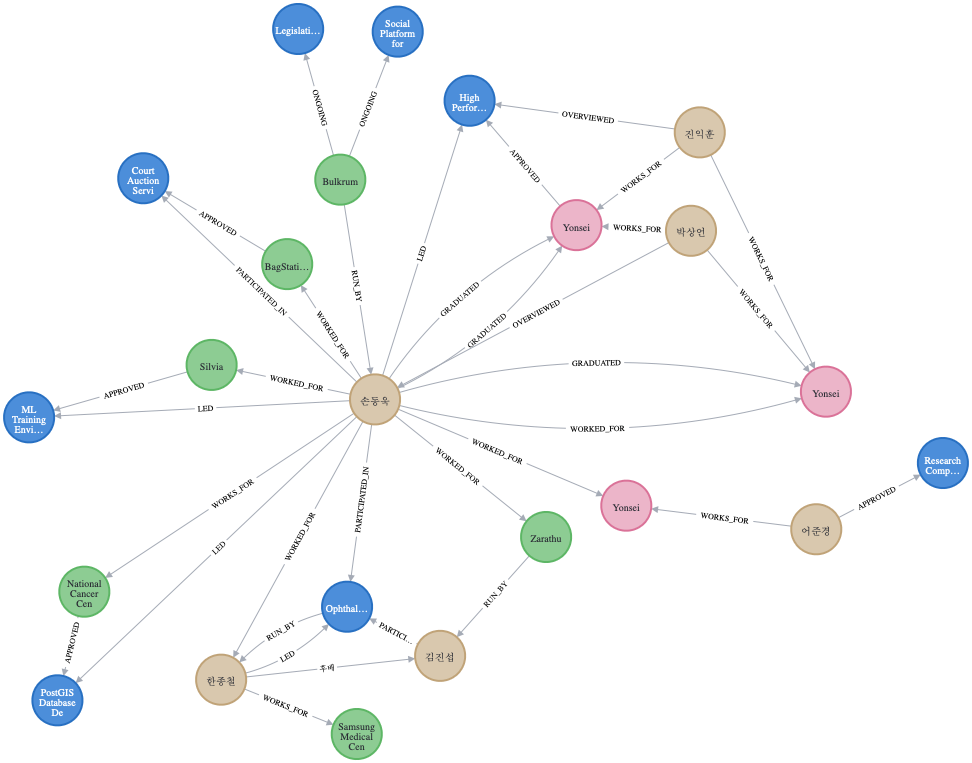 Legislati...
Social
Platform
for
ONGOING
ONGOING
High
Perfor...
OVERVIEWED
진익훈
APPROVED
WORKS_FOR
Court
Auction
Servi
Bulkrum
APPROVED
Yonsei
WORKS_FOR
박상언
WORKS_FOR
BagStati...
PARTICIPATED_IN
RUN_BY
LED
GRADUATED
GRADUATED
OVERVIEWED
WORKS_FOR
WORKED_FOR
Silvia
WORKED_FOR
GRADUATED
APPROVED
LED
손동욱
Yonsei
ML
Training
Envi...
WORKED_FOR
WORKED_FOR
WORKED_FOR
Research
Comp...
WORKS_FOR
PARTICIPATED_IN
APPROVED
Yonsei
WORKS_FOR
어준경
LED
WORKED_FOR
Zarathu
National
Cancer
Cen
RUN_BY
Ophthal...
APPROVED
RUN_BY
PARTICI...
LED
후배
김진섭
한종철
PostGIS
Database
De
WORKS_FOR
Samsung
Medical
Cen